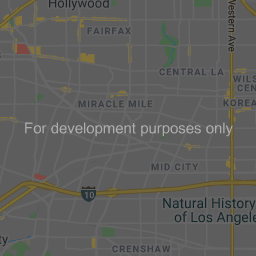 Hollywood
FAIRFAX
Western Ave
CENTRAL LA
WILS
MIRACLE MILE
KOREA
For development purposes only
MID CITY
10
Natural History
of Los Angele
ty
CRENSHAW